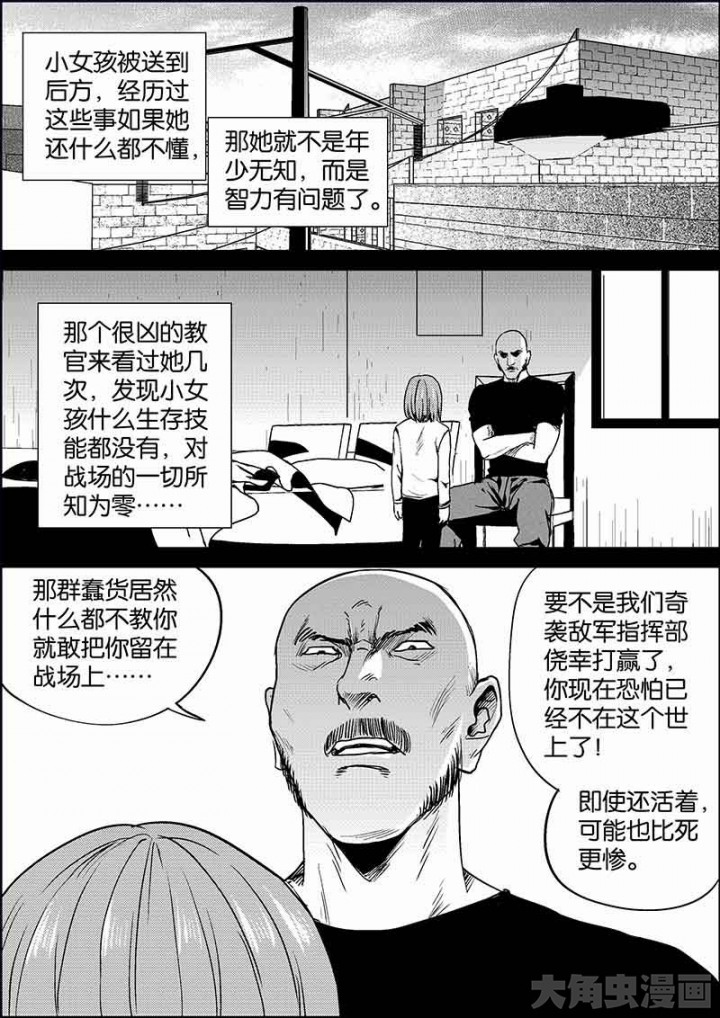 小女孩被送到
后方，经历过
这些事如果她
还什么都不懂，
那她就不是年
少无知，而是
智力有问题了。
那个很凶的教
官来看过她几
次，发现小女
孩什么生存技
能都没有，对
战场的一切所
知为零……
那群蠢货居然
什么都不教你
就敢把你留在
战场上……
要不是我们奇
袭敌军指挥部
侥幸打赢了，
你现在恐怕已
经不在这个世
上了！
即使还活着，
可能也比死
更惨。
大角虫漫画